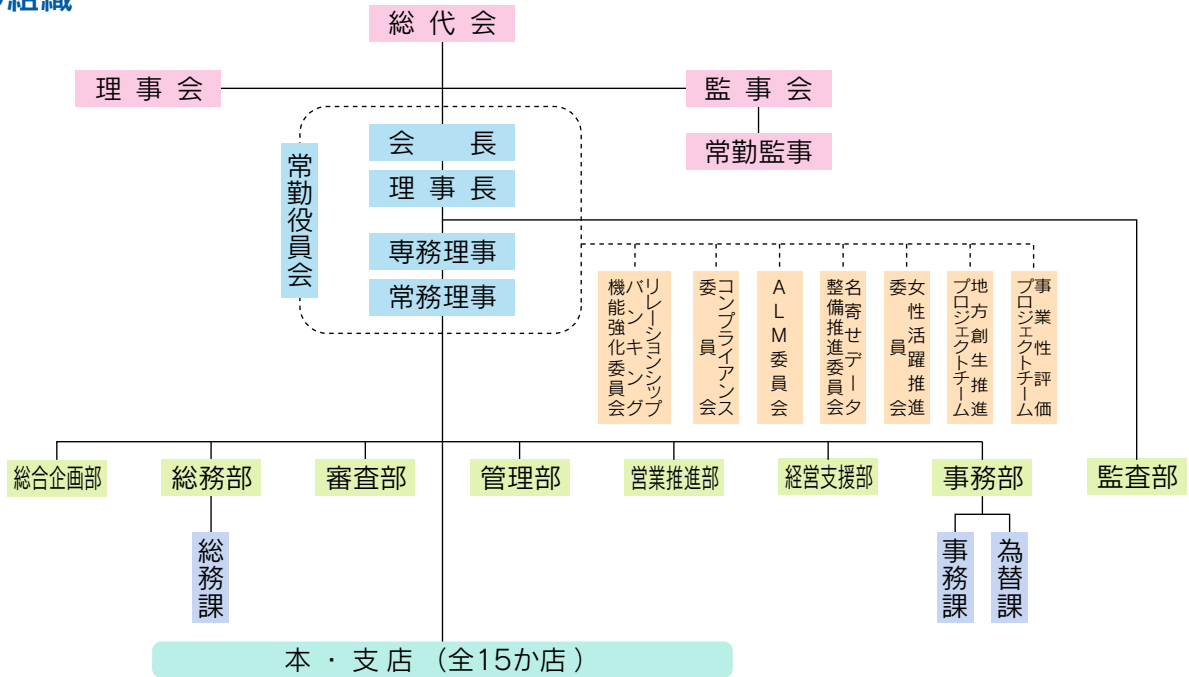 組織
総代会
理事会
監事会
常勤監事
常勤役員会
会長
理事長
専務理事
常務理事
リレーションシップ
バンキング
機能強化委員会
コンプライアンス
委員会
ALM委員会
名寄せデータ
整備推進委員会
女性活躍推進
委員会
地方創生推進
プロジェクトチーム
事業性評価
プロジェクトチーム
総合企画部
総務部
審査部
管理部
営業推進部
経営支援部
事務部
監査部
総務課
事務課
為替課
本・支店(全15か店)